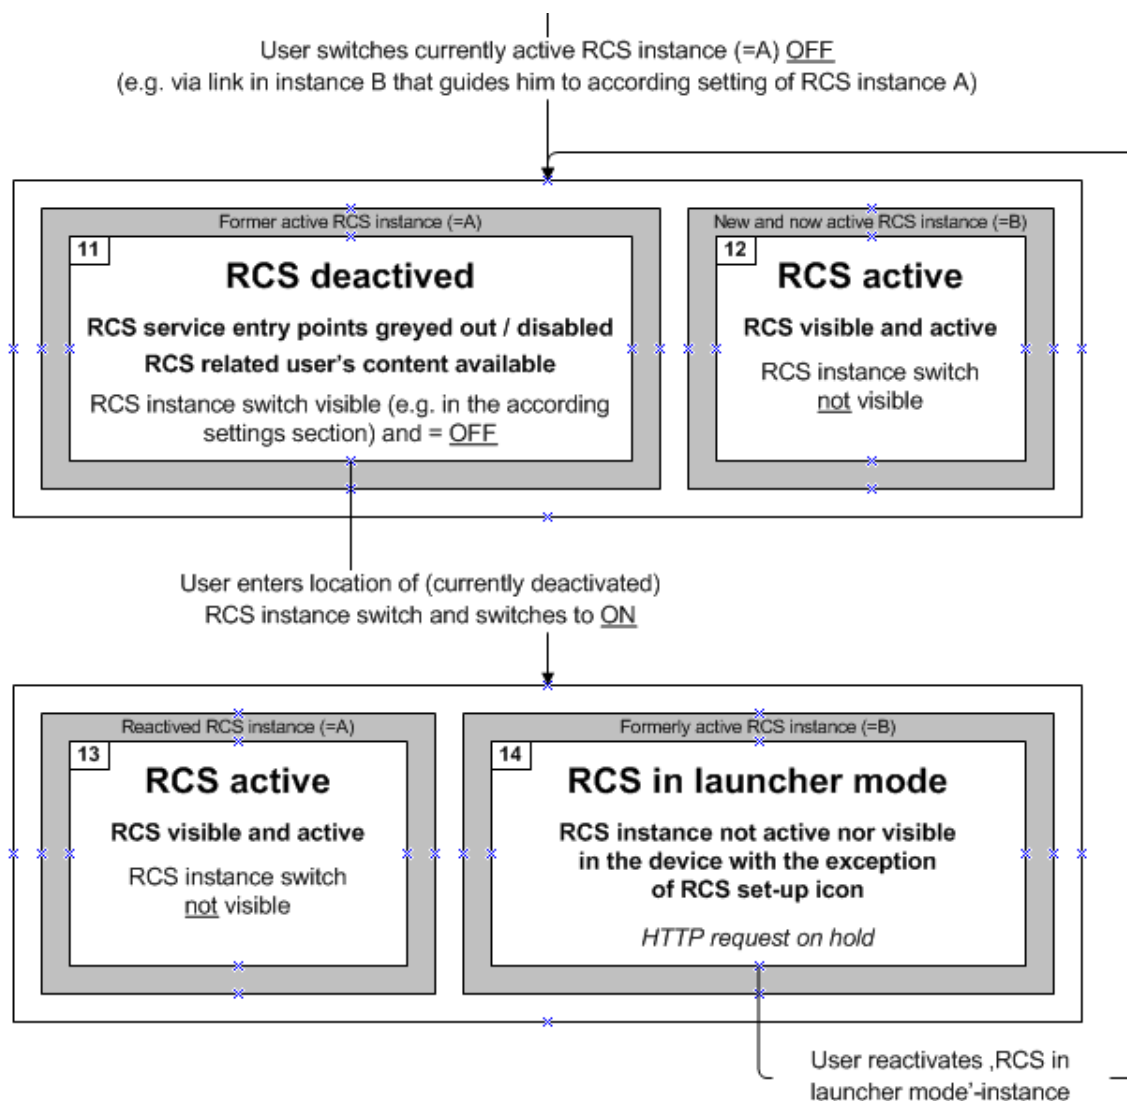 User switches currently active RCS instance (=A) OFF
(e.g. via link in instance B that guides him to according setting of RCS instance A)
Former active RCS instance (=A)
11
RCS deactived
RCS service entry points greyed out / disabled
RCS related user's content available
RCS instance switch visible (e.g. in the according
settings section) and = OFF
New and now active RCS instance (=B)
12
RCS active
RCS visible and active
RCS instance switch
not visible
User enters location of (currently deactivated)
RCS instance switch and switches to ON
Reactived RCS instance (=A)
13
RCS active
RCS visible and active
RCS instance switch
not visible
Formerly active RCS instance (=B)
14
RCS in launcher mode
RCS instance not active nor visible
in the device with the exception
of RCS set-up icon
HTTP request on hold
User reactivates ‚RCS in
launcher mode'-instance